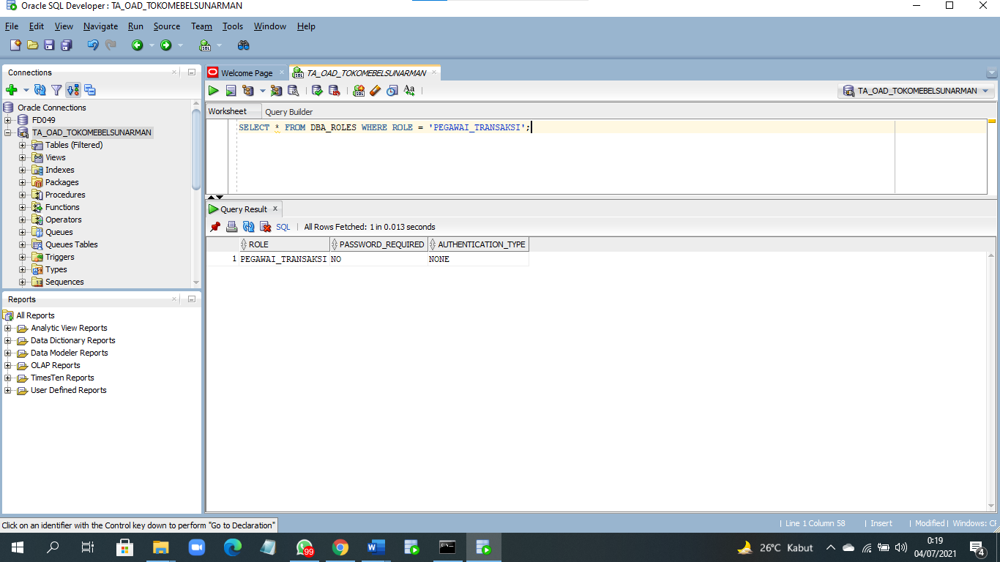 Oracle SQL Developer : TA_OAD_TOKOMEBELSUNARMAN
File Edit View Navigate Run Source Team Tools Window Help
Connections
Oracle Connections
FD049
TA_OAD_TOKOMEBELSUNARMAN
Tables (Filtered)
Views
Indexes
Packages
Procedures
Functions
Operators
Queues
Queues Tables
Triggers
Types
Sequences
Reports
All Reports
Analytic View Reports
Data Dictionary Reports
Data Modeler Reports
OLAP Reports
TimesTen Reports
User Defined Reports
Welcome Page TA_OAD_TOKOMEBELSUNARMAN
TA_OAD_TOKOMEBELSUNARMAN
Worksheet Query Builder
SELECT * FROM DBA_ROLES WHERE ROLE = 'PEGAWAI_TRANSAKSI';
Query Result
SQL | All Rows Fetched: 1 in 0.013 seconds
ROLE PASSWORD_REQUIRED AUTHENTICATION_TYPE
1 PEGAWAI_TRANSAKSI NO NONE
Click on an identifier with the Control key down to perform "Go to Declaration"
| Line 1 Column 58 | Insert | Modified | Windows: CF
99
26°C Kabut
0:19
04/07/2021
4